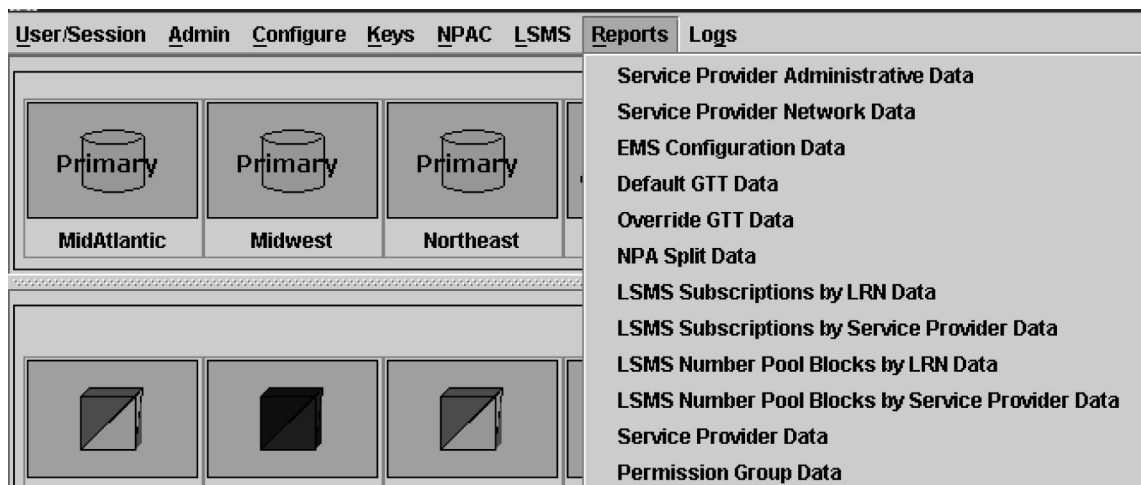 User/Session Admin Configure Keys NPAC LSMS Reports Logs
Primary Primary Primary
MidAtlantic Midwest Northeast
Service Provider Administrative Data
Service Provider Network Data
EMS Configuration Data
Default GTT Data
Override GTT Data
NPA Split Data
LSMS Subscriptions by LRN Data
LSMS Subscriptions by Service Provider Data
LSMS Number Pool Blocks by LRN Data
LSMS Number Pool Blocks by Service Provider Data
Service Provider Data
Permission Group Data